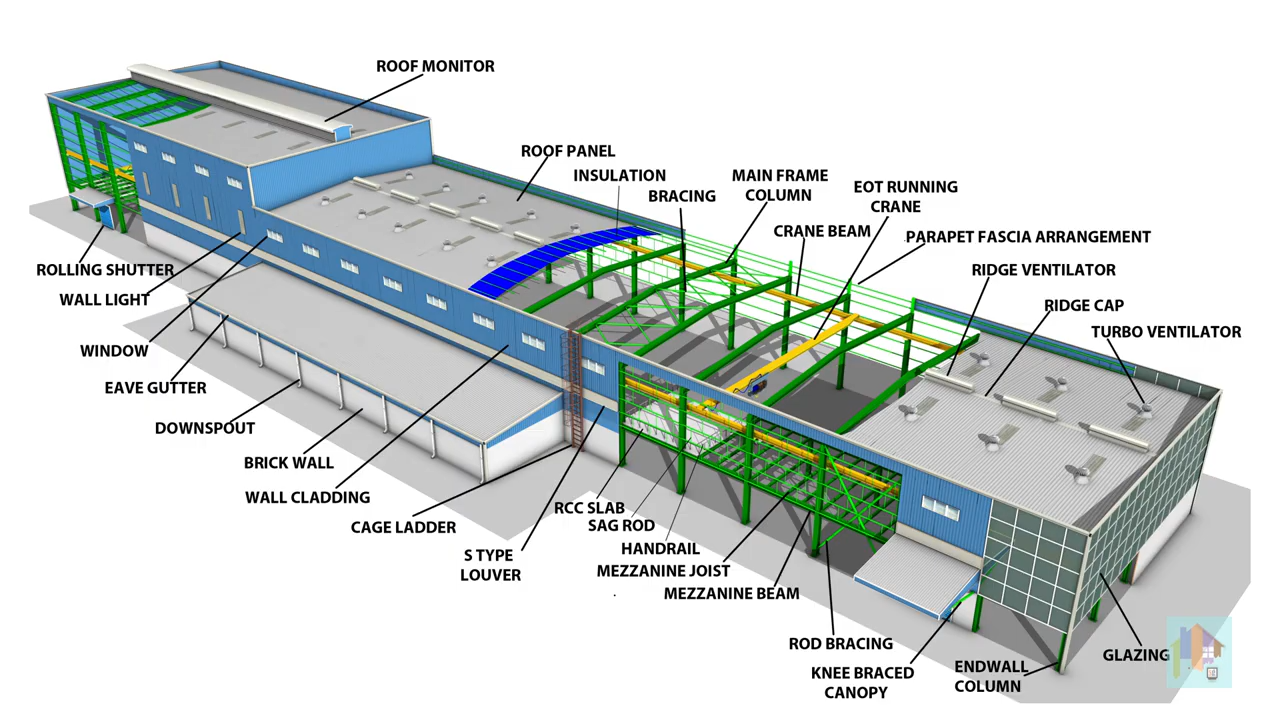 ROOF MONITOR
ROOF PANEL
INSULATION
BRACING
MAIN FRAME
COLUMN
EOT RUNNING
CRANE
CRANE BEAM
PARAPET FASCIA ARRANGEMENT
RIDGE VENTILATOR
RIDGE CAP
TURBO VENTILATOR
ROLLING SHUTTER
WALL LIGHT
WINDOW
EAVE GUTTER
DOWNSPOUT
BRICK WALL
WALL CLADDING
CAGE LADDER
S TYPE
LOUVER
RCC SLAB
SAG ROD
HANDRAIL
MEZZANINE JOIST
MEZZANINE BEAM
ROD BRACING
KNEE BRACED
CANOPY
ENDWALL
COLUMN
GLAZING